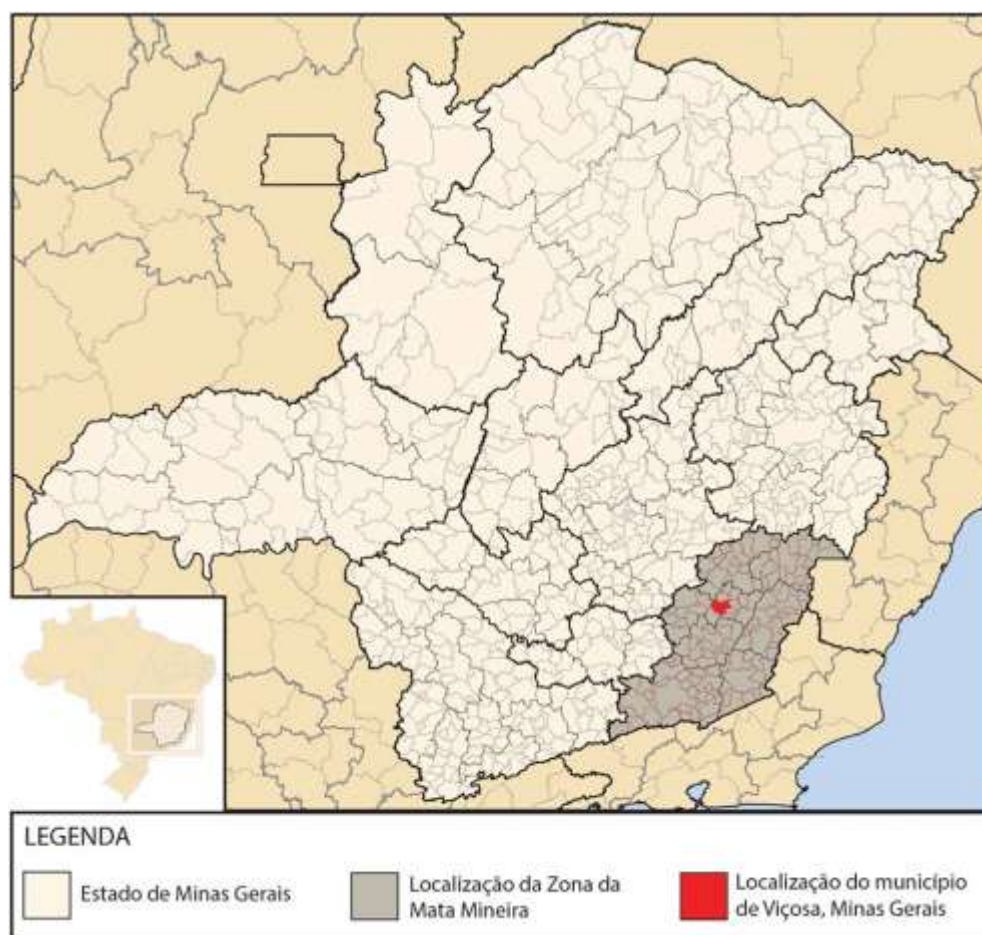 LEGENDA
Estado de Minas Gerais
Localização da Zona da
Mata Mineira
Localização do município
de Viçosa, Minas Gerais